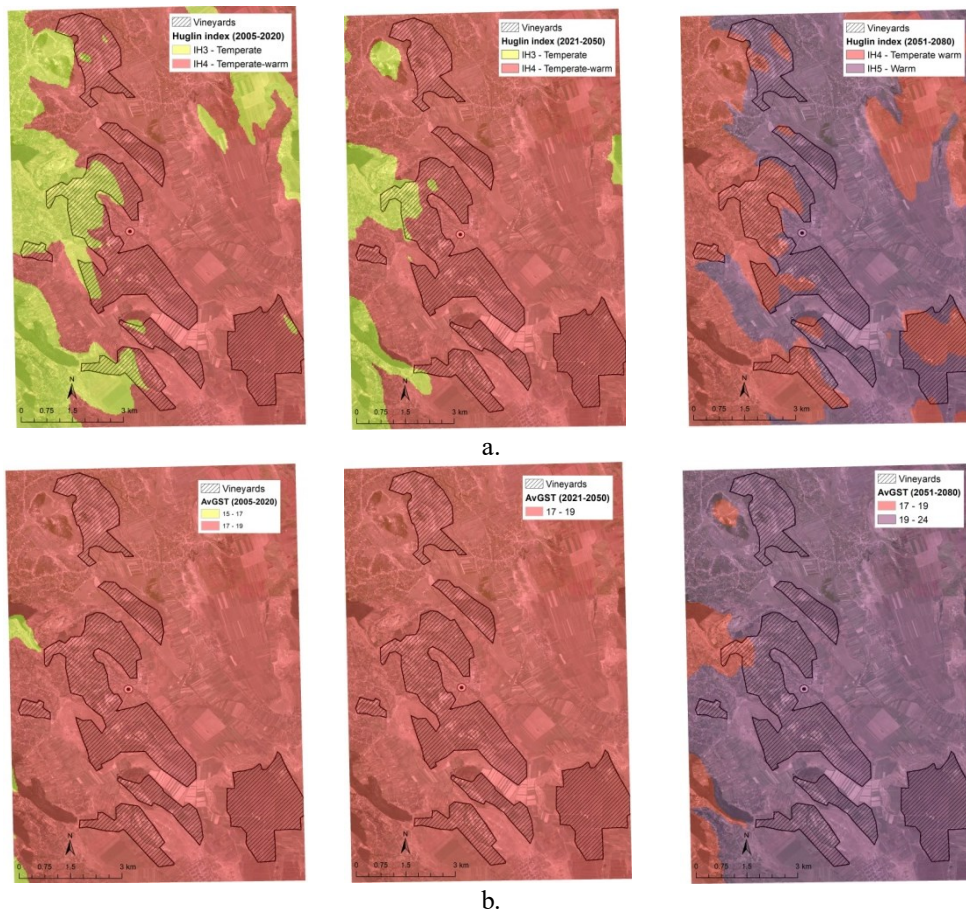 Vineyards
Huglin index (2005-2020)
IH3 - Temperate
IH4 - Temperate-warm
N
0 0.75 1.5 3 km
Vineyards
Huglin index (2021-2050)
IH3 - Temperate
IH4 - Temperate-warm
N
0 0.75 1.5 3 km
Vineyards
Huglin index (2051-2080)
IH4 - Temperate warm
IH5 - Warm
N
0 0.75 1.5 3 km
a.
Vineyards
AvGST (2005-2020)
15 - 17
17 - 19
N
0 0.75 1.5 3 km
Vineyards
AvGST (2021-2050)
17 - 19
N
0 0.75 1.5 3 km
Vineyards
AvGST (2051-2080)
17 - 19
19 - 24
N
0 0.75 1.5 3 km
b.